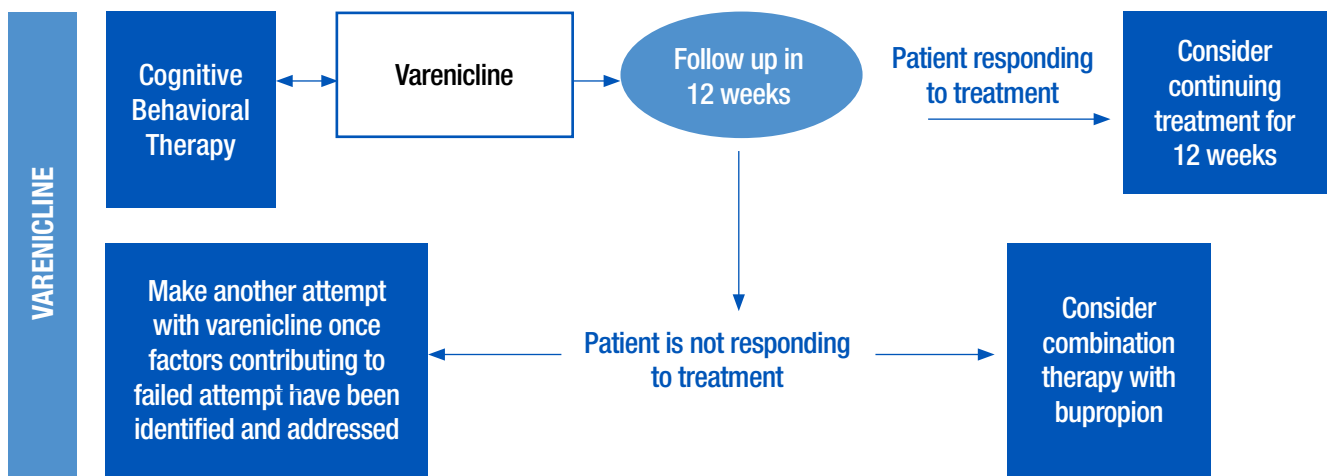 VARENICLINE
Cognitive
Behavioral
Therapy
Varenicline
Follow up in
12 weeks
Patient responding
to treatment
Consider
continuing
treatment for
12 weeks
Make another attempt
with varenicline once
factors contributing to
failed attempt have been
identified and addressed
Patient is not responding
to treatment
Consider
combination
therapy with
bupropion